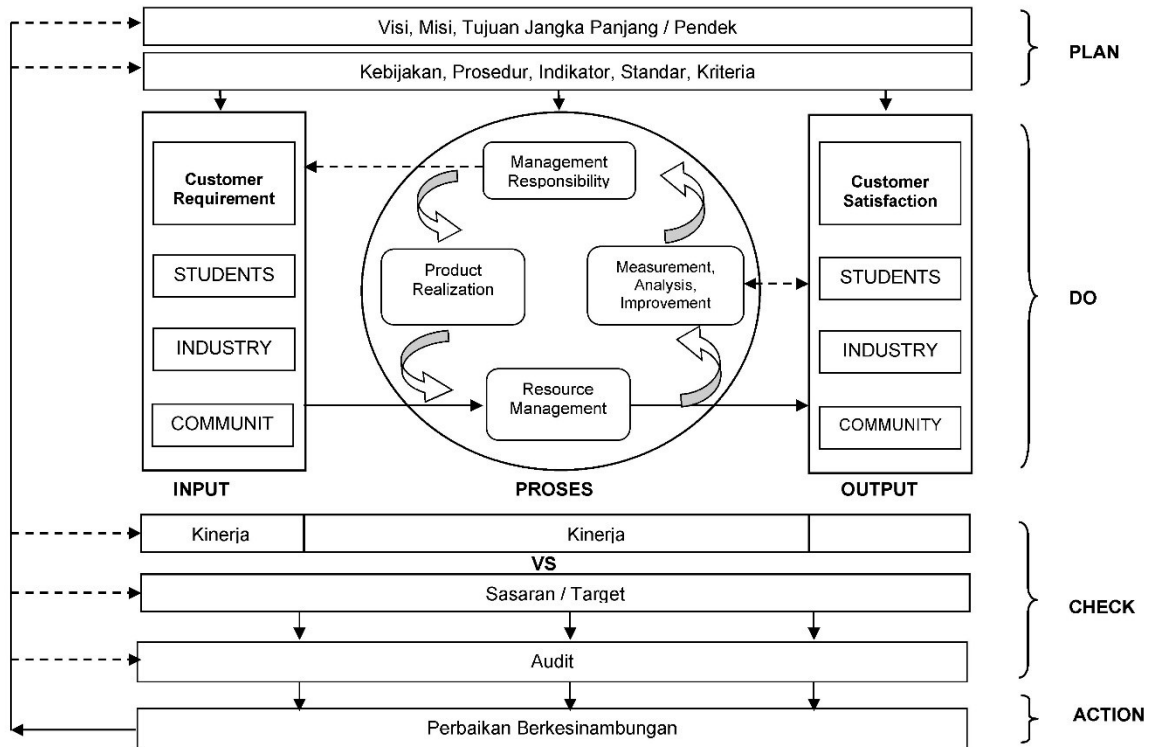 Visi, Misi, Tujuan Jangka Panjang / Pendek
PLAN
Kebijakan, Prosedur, Indikator, Standar, Kriteria
Customer
Requirement
STUDENTS
INDUSTRY
COMMUNIT
Management
Responsibility
Product
Realization
Measurement,
Analysis,
Improvement
Resource
Management
Customer
Satisfaction
STUDENTS
INDUSTRY
COMMUNITY
DO
INPUT
PROSES
OUTPUT
Kinerja
Kinerja
VS
Sasaran / Target
CHECK
Audit
Perbaikan Berkesinambungan
ACTION